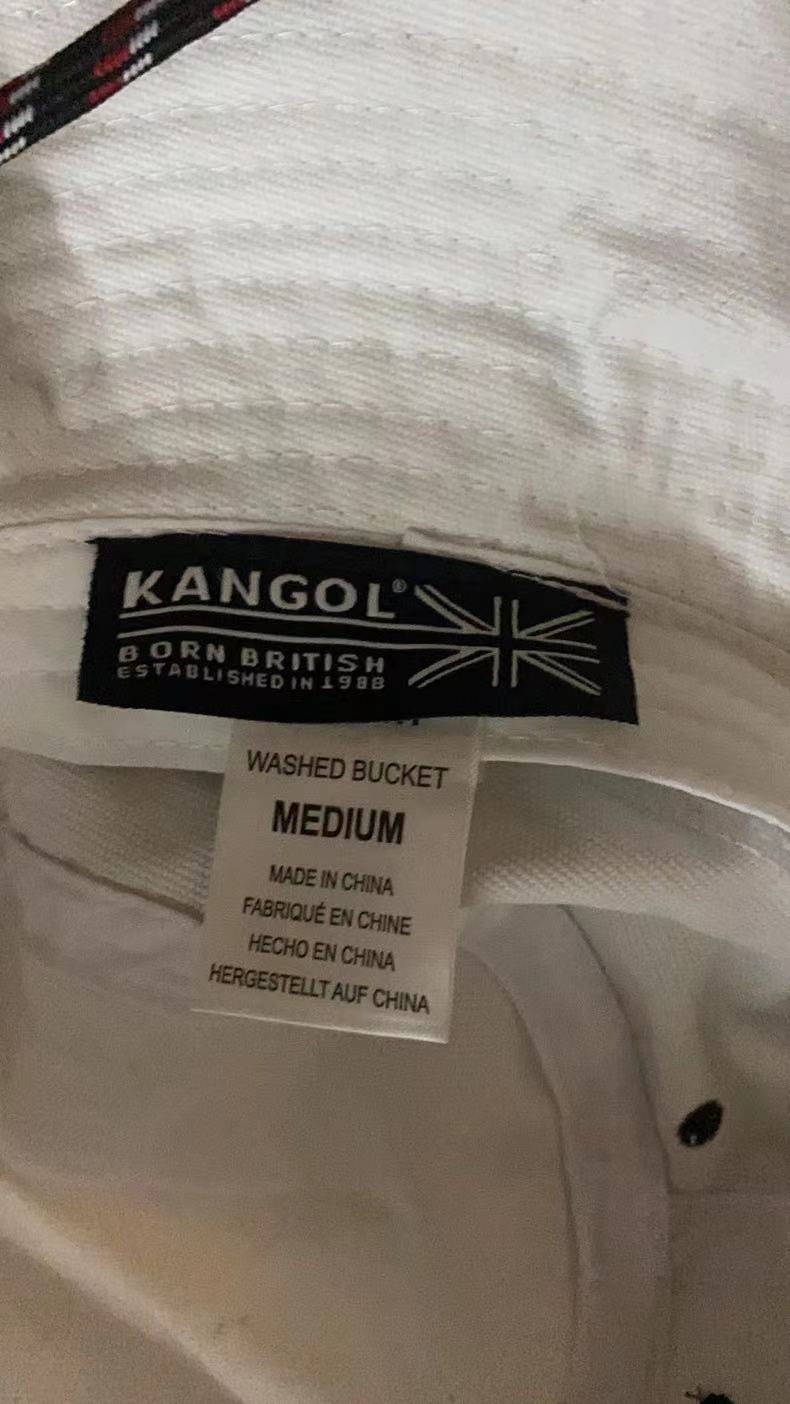 KANGOL®
BORN BRITISH
ESTABLISHED IN 1988
WASHED BUCKET
MEDIUM
MADE IN CHINA
FABRIQUÉ EN CHINE
HECHO EN CHINA
HERGESTELLT AUF CHINA